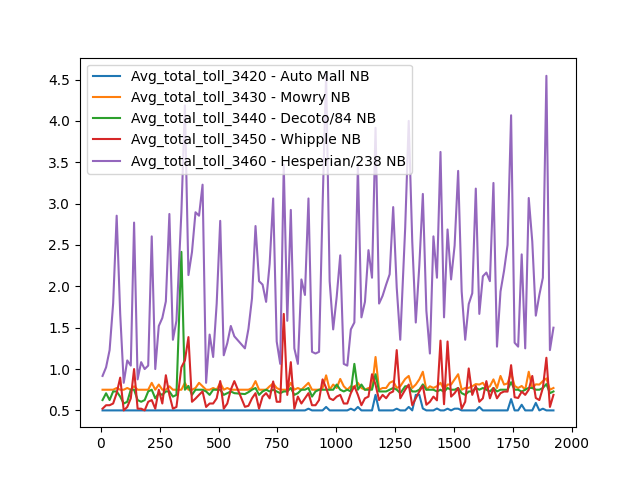 Avg_total_toll_3420 - Auto Mall NB
Avg_total_toll_3430 - Mowry NB
Avg_total_toll_3440 - Decoto/84 NB
Avg_total_toll_3450 - Whipple NB
Avg_total_toll_3460 - Hesperian/238 NB
4.5
4.0
3.5
3.0
2.5
2.0
1.5
1.0
0.5
0 250 500 750 1000 1250 1500 1750 2000